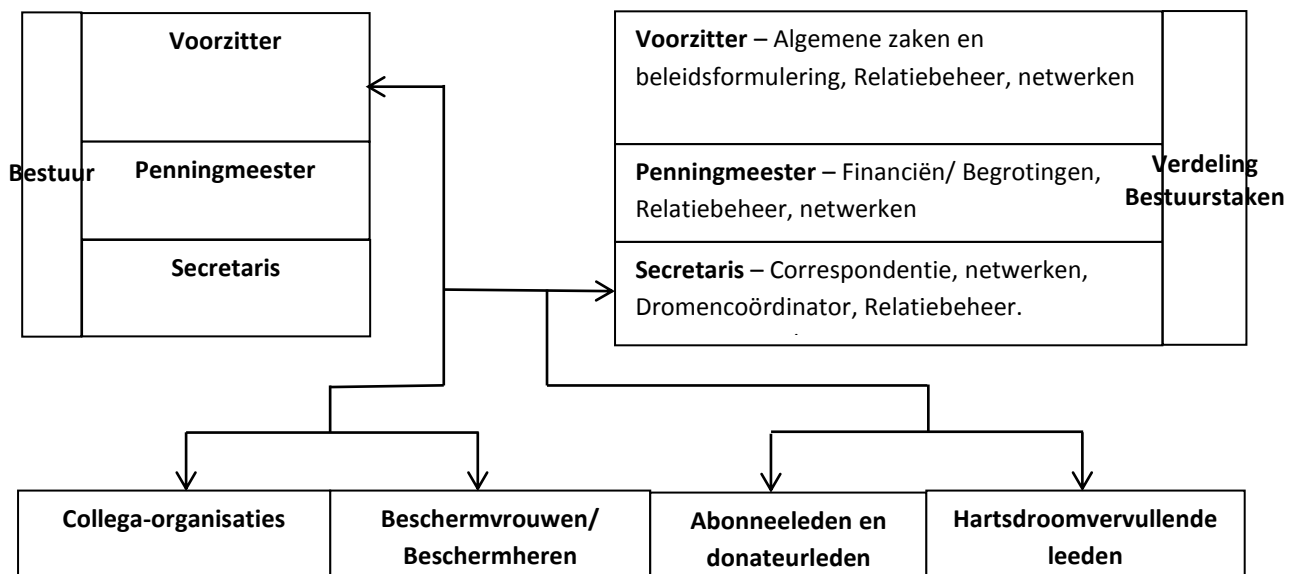 Bestuur
Voorzitter
Penningmeester
Secretaris
Voorzitter – Algemene zaken en
beleidsformulering, Relatiebeheer, netwerken
Penningmeester – Financiën/ Begrotingen,
Relatiebeheer, netwerken
Secretaris – Correspondentie, netwerken,
Dromencoördinator, Relatiebeheer.
Verdeling
Bestuurstaken
Collega-organisaties
Beschermvrouwen/
Beschermheren
Abonneeleden en
donateurleden
Hartsdroomvervullende
leeden